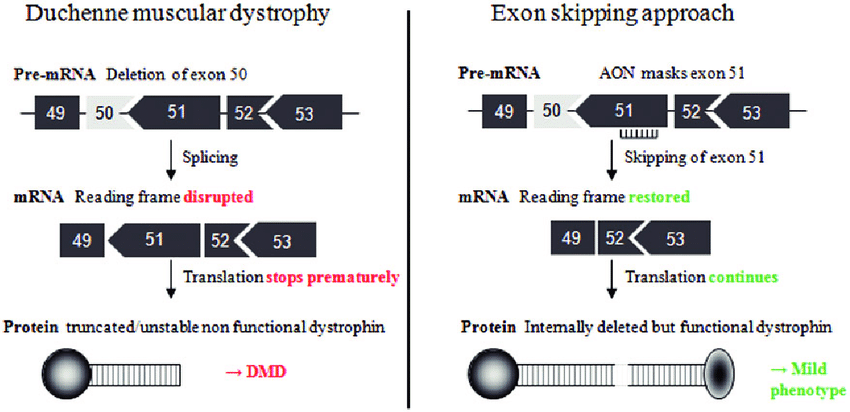 Duchenne muscular dystrophy
Pre-mRNA Deletion of exon 50
49 50 51 52 53
Splicing
mRNA Reading frame disrupted
49 51 52 53
Translation stops prematurely
Protein truncated/unstable non functional dystrophin
→ DMD
Exon skipping approach
Pre-mRNA AON masks exon 51
49 50 51 52 53
Skipping of exon 51
mRNA Reading frame restored
49 52 53
Translation continues
Protein Internally deleted but functional dystrophin
→ Mild
phenotype